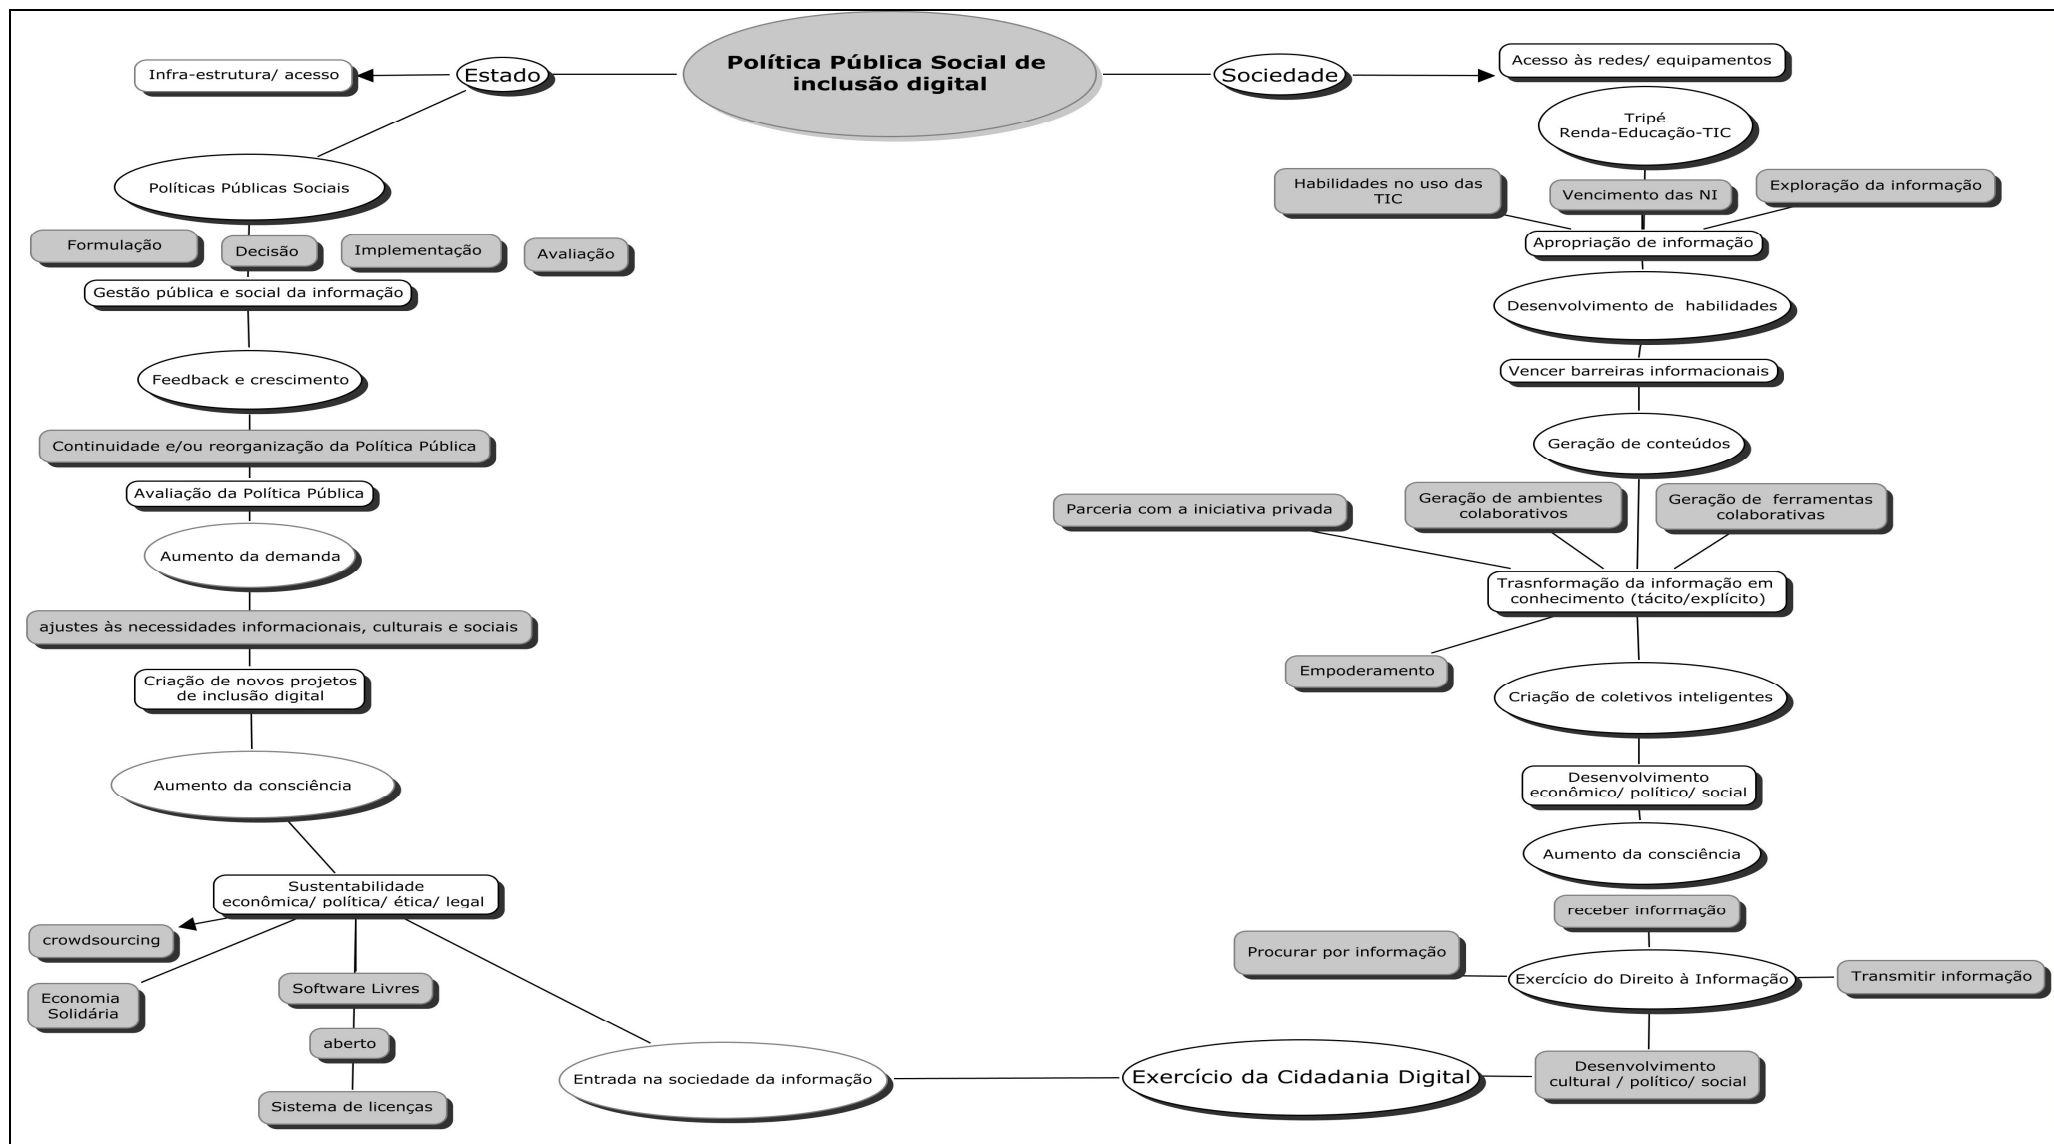 Política Pública Social de
inclusão digital
Estado
Infra-estrutura/ acesso
Políticas Públicas Sociais
Formulação
Decisão
Implementação
Avaliação
Gestão pública e social da informação
Feedback e crescimento
Continuidade e/ou reorganização da Política Pública
Avaliação da Política Pública
Aumento da demanda
ajustes às necessidades informacionais, culturais e sociais
Criação de novos projetos
de inclusão digital
Aumento da consciência
Sustentabilidade
econômica/ política/ ética/ legal
crowdsourcing
Economia
Solidária
Software Livres
aberto
Sistema de licenças
Entrada na sociedade da informação
Sociedade
Acesso às redes/ equipamentos
Tripé
Renda-Educação-TIC
Habilidades no uso das
TIC
Vencimento das NI
Exploração da informação
Apropriação de informação
Desenvolvimento de habilidades
Vencer barreiras informacionais
Geração de conteúdos
Parceria com a iniciativa privada
Geração de ambientes
colaborativos
Geração de ferramentas
colaborativas
Trasnformação da informação em
conhecimento (tácito/explícito)
Empoderamento
Criação de coletivos inteligentes
Desenvolvimento
econômico/ político/ social
Aumento da consciência
receber informação
Procurar por informação
Exercício do Direito à Informação
Transmitir informação
Desenvolvimento
cultural / político/ social
Exercício da Cidadania Digital